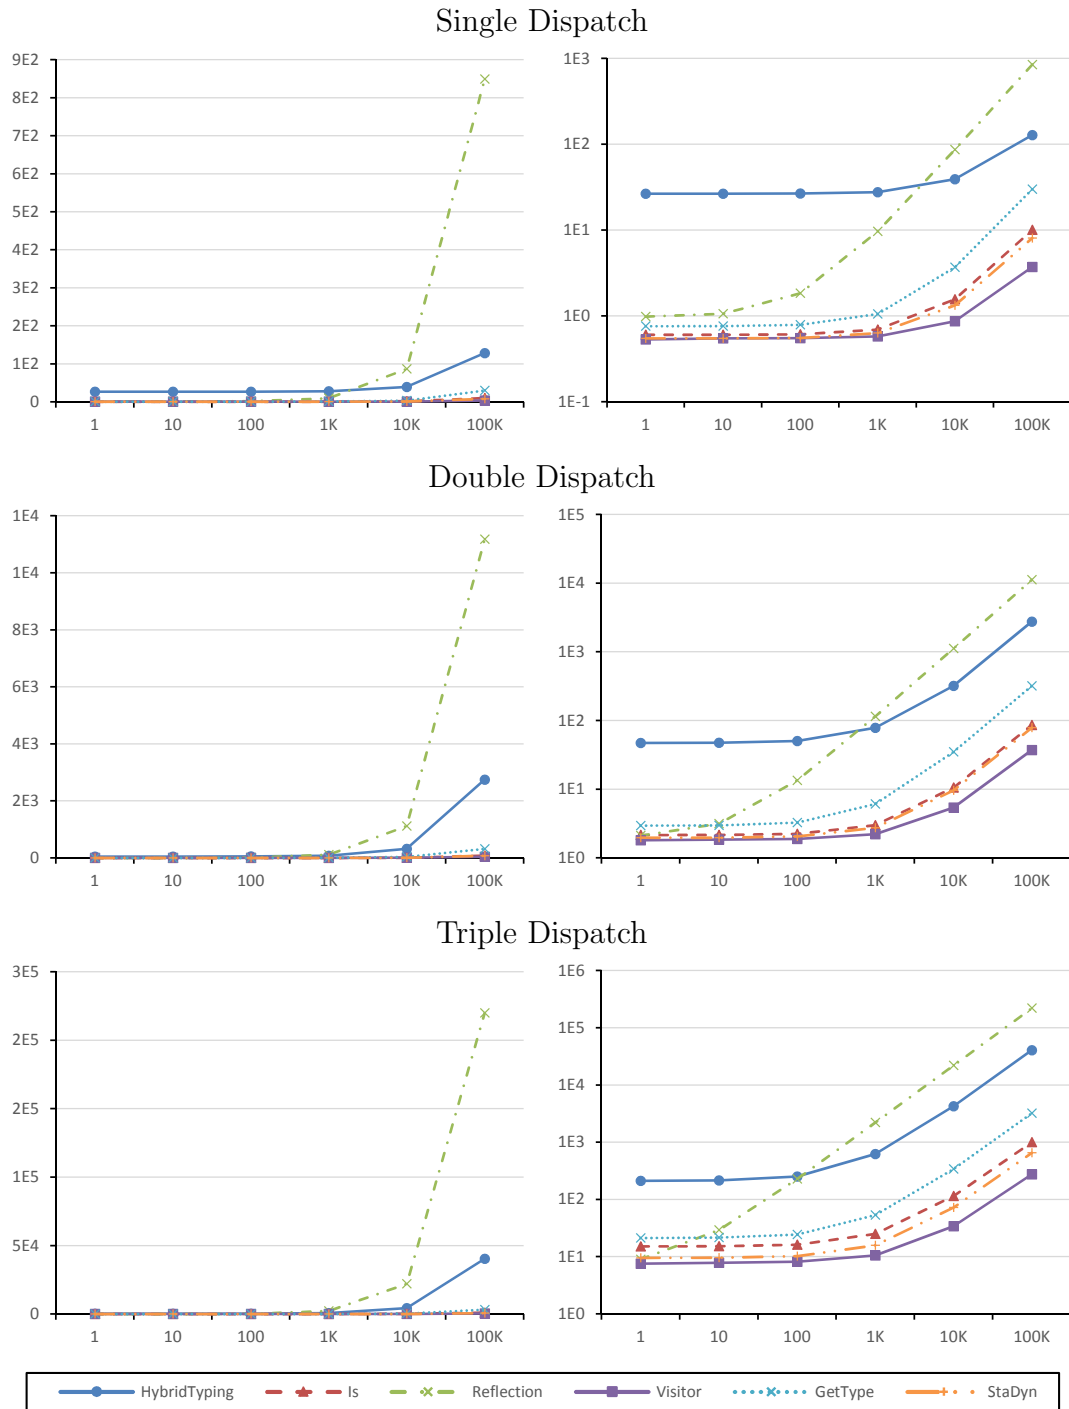 Single Dispatch
9E2
8E2
7E2
6E2
5E2
4E2
3E2
2E2
1E2
0
1 10 100 1K 10K 100K
1E3
1E2
1E1
1E0
1E-1
1 10 100 1K 10K 100K
Double Dispatch
1E4
1E4
8E3
6E3
4E3
2E3
0
1 10 100 1K 10K 100K
1E5
1E4
1E3
1E2
1E1
1E0
1 10 100 1K 10K 100K
Triple Dispatch
3E5
2E5
2E5
1E5
5E4
0
1 10 100 1K 10K 100K
1E6
1E5
1E4
1E3
1E2
1E1
1E0
1 10 100 1K 10K 100K
HybridTyping Is Reflection Visitor GetType StaDyn